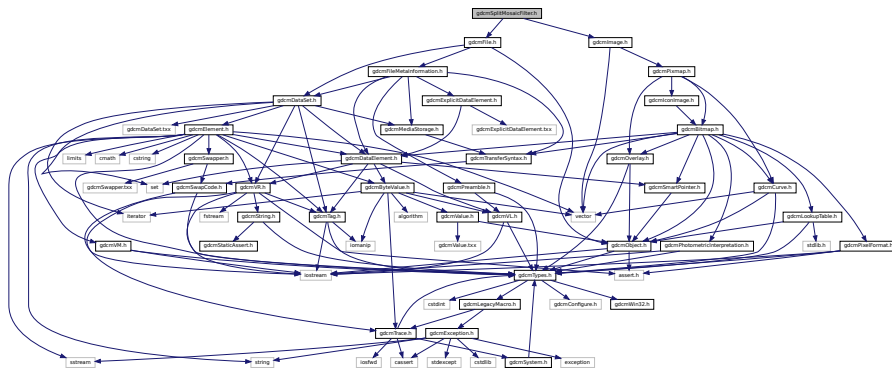 gdcmSplitMosaicFilter.h
gdcmFile.h
gdcmImage.h
gdcmFileMetaInformation.h
gdcmPixmap.h
gdcmDataSet.h
gdcmExplicitDataElement.h
gdcmIconImage.h
gdcmDataSet.txx
gdcmElement.h
gdcmMediaStorage.h
gdcmExplicitDataElement.txx
gdcmBitmap.h
limits
cmath
cstring
gdcmSwapper.h
gdcmDataElement.h
gdcmTransferSyntax.h
gdcmOverlay.h
gdcmSwapper.txx
set
gdcmSwapCode.h
gdcmVR.h
gdcmByteValue.h
gdcmPreamble.h
gdcmSmartPointer.h
gdcmCurve.h
iterator
fstream
gdcmString.h
gdcmTag.h
algorithm
gdcmValue.h
gdcmVL.h
vector
gdcmLookupTable.h
gdcmVM.h
gdcmStaticAssert.h
iomanip
gdcmValue.txx
gdcmObject.h
gdcmPhotometricInterpretation.h
stdlib.h
gdcmPixelFormat.h
iostream
gdcmTypes.h
assert.h
cstdint
gdcmLegacyMacro.h
gdcmConfigure.h
gdcmWin32.h
gdcmTrace.h
gdcmException.h
sstream
string
iosfwd
cassert
stdexcept
cstdlib
gdcmSystem.h
exception